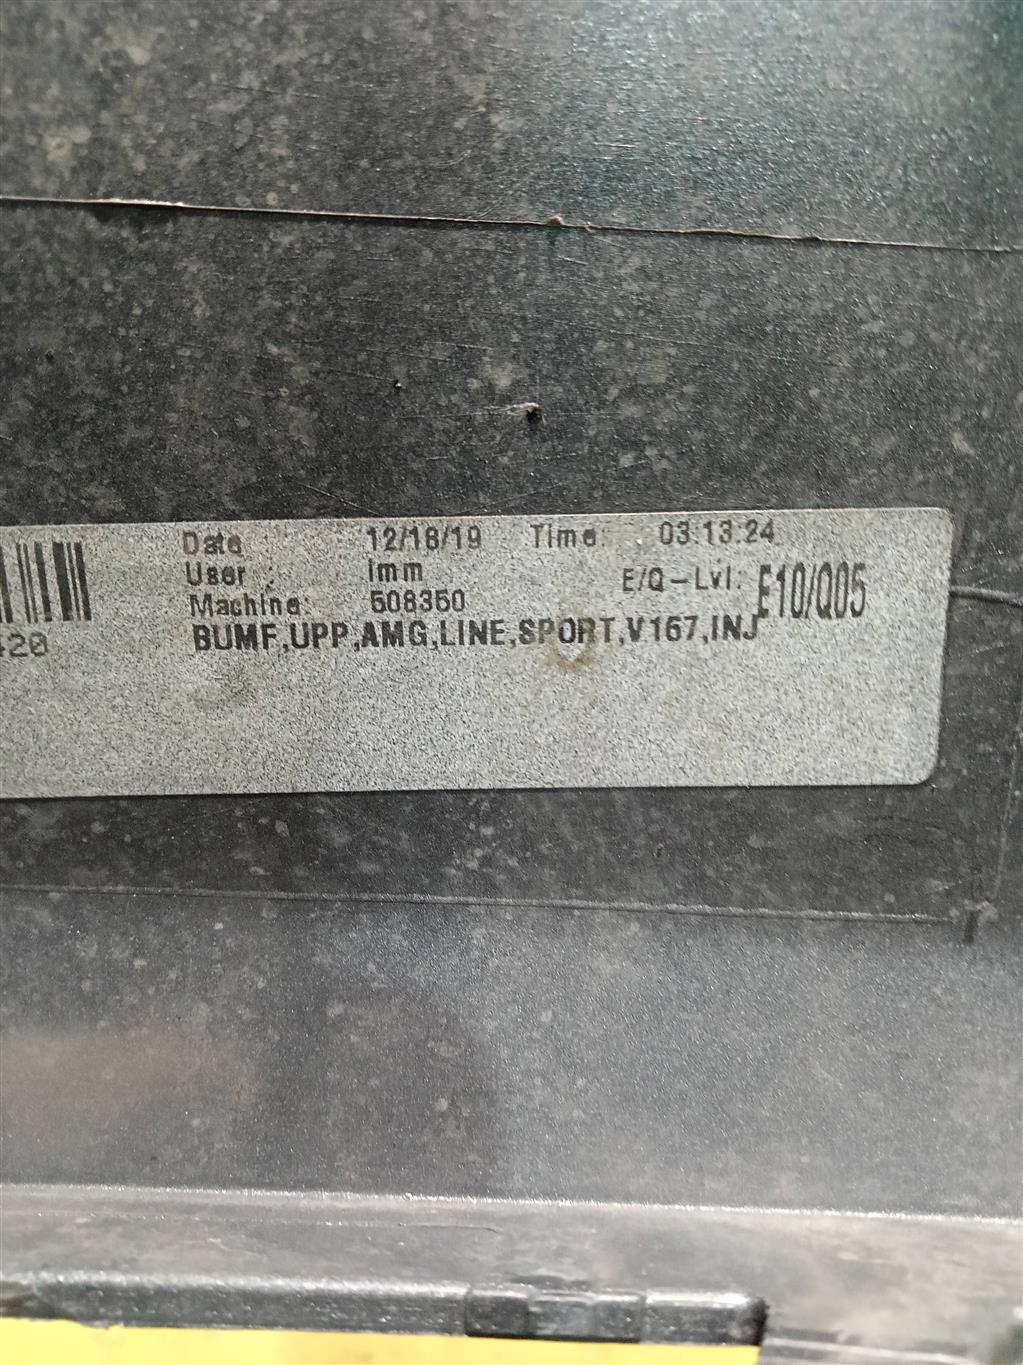 Date 12/18/19 Time: 03:13:24
User : imm E/Q-Lvl: E10/Q05
Machine: 508350
420
BUMF,UPP,AMG,LINE,SPORT,V167,INJ